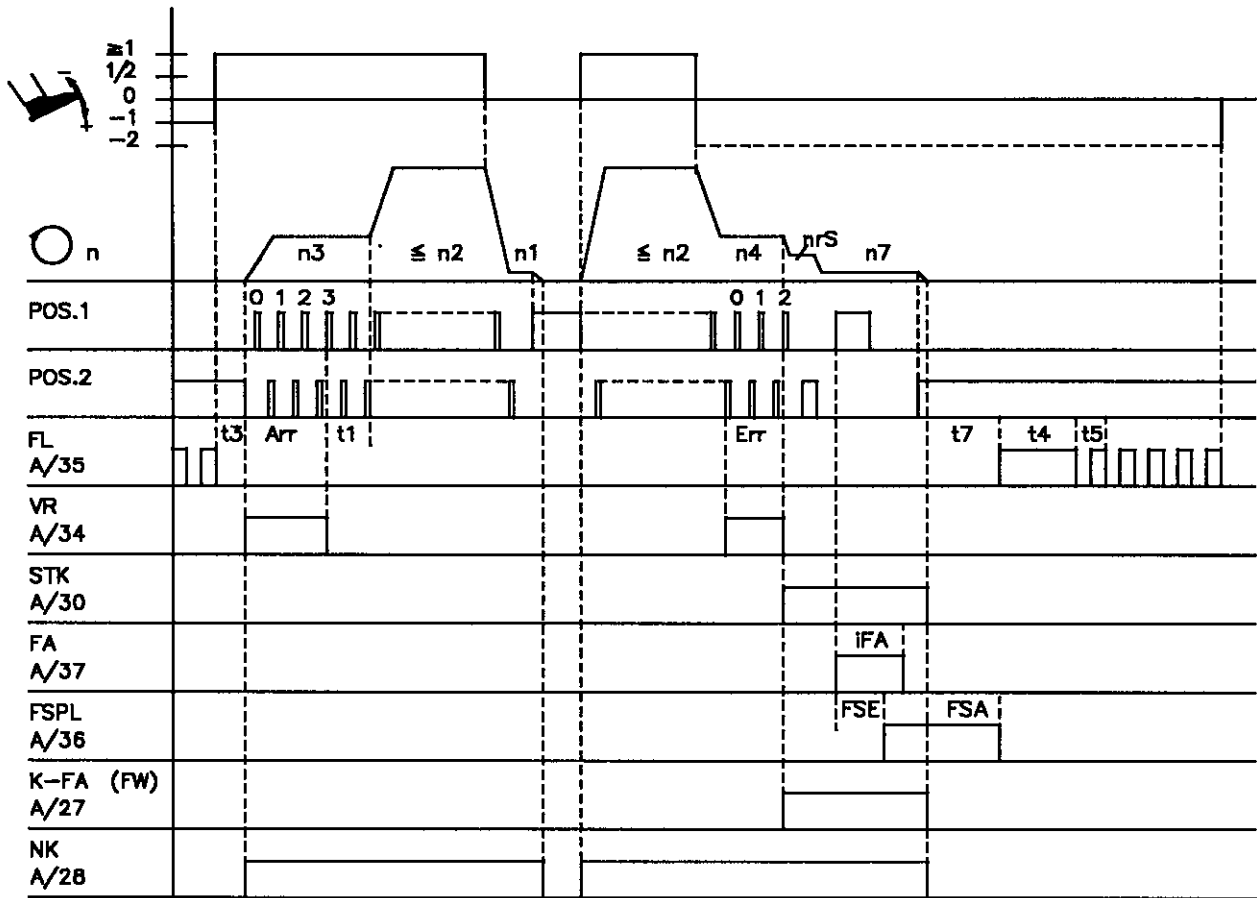 ≧1
1/2
0
-1
-2
n
n3 ≦ n2 n1 ≦ n2 n4 nrS n7
POS.1
0 1 2 3 0 1 2
POS.2
FL
A/35
t3 Arr t1 Err t7 t4 t5
VR
A/34
STK
A/30
FA
A/37
iFA
FSPL
A/36
FSE FSA
K-FA (FW)
A/27
NK
A/28